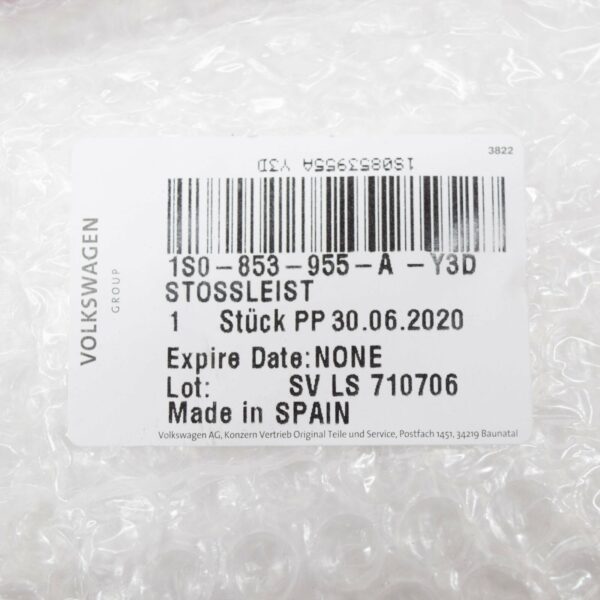 3822
1S0853955A Y3D
VOLKSWAGEN
GROUP
1S0-853-955-A -Y3D
STOSSLEIST
1 Stück PP 30.06.2020
Expire Date:NONE
Lot: SV LS 710706
Made in SPAIN
Volkswagen AG, Konzern Vertrieb Original Teile und Service, Postfach 1451, 34219 Baunatal